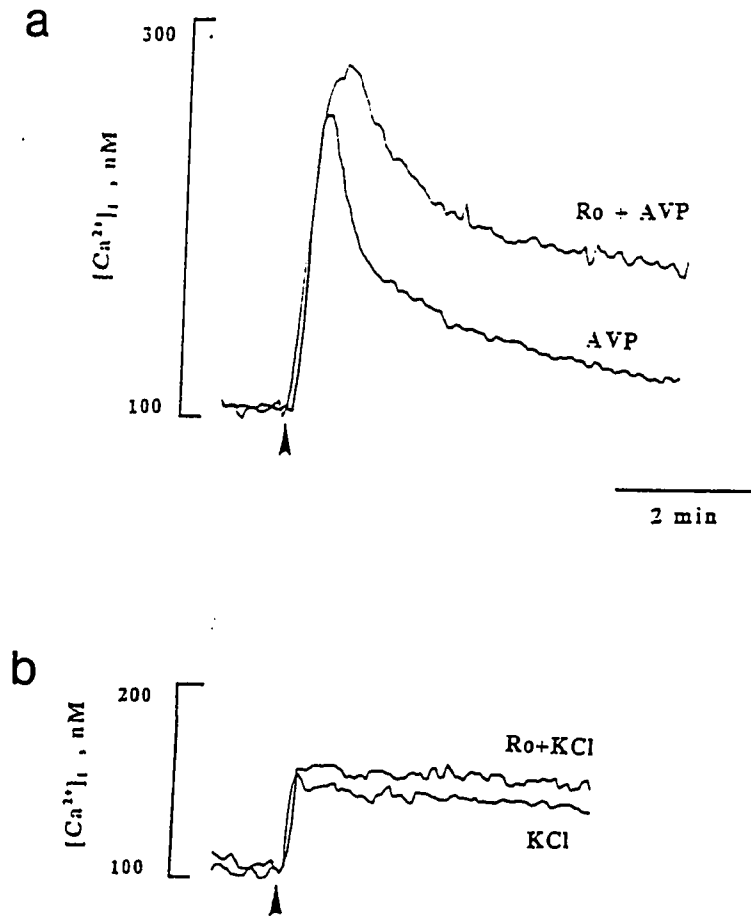 a
300
[Ca²⁺]i , nM
Ro + AVP
AVP
100
2 min
b
200
[Ca²⁺]i , nM
Ro+KCl
KCl
100